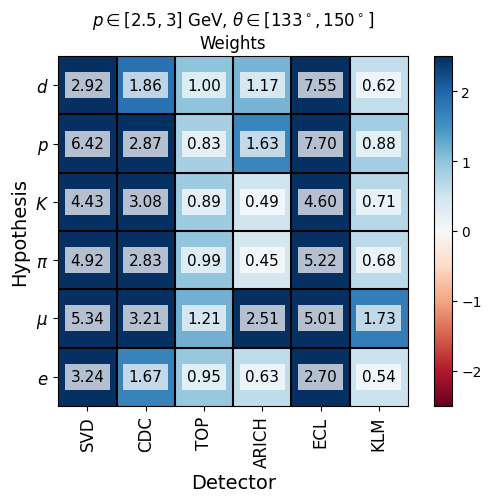 p ∈ [2.5, 3] GeV, θ ∈ [133°, 150°]
Weights
d 2.92 1.86 1.00 1.17 7.55 0.62
p 6.42 2.87 0.83 1.63 7.70 0.88
K 4.43 3.08 0.89 0.49 4.60 0.71
π 4.92 2.83 0.99 0.45 5.22 0.68
μ 5.34 3.21 1.21 2.51 5.01 1.73
e 3.24 1.67 0.95 0.63 2.70 0.54
SVD CDC TOP ARICH ECL KLM
Detector
Hypothesis
2
1
0
−1
−2